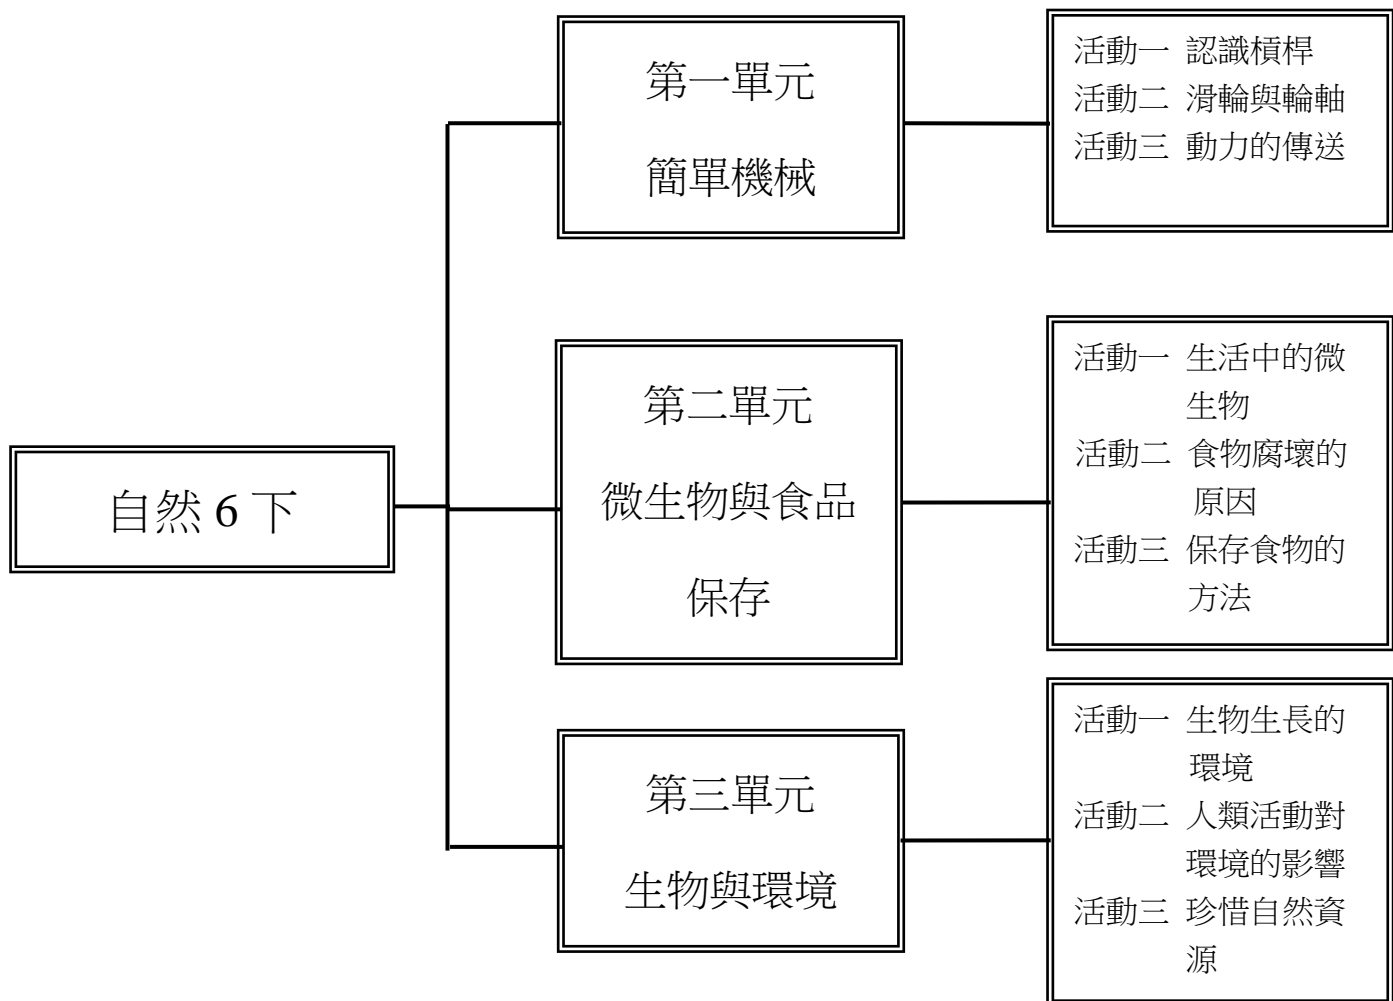 自然 6 下
第一單元
簡單機械
活動一 認識槓桿
活動二 滑輪與輪軸
活動三 動力的傳送
第二單元
微生物與食品
保存
活動一 生活中的微
生物
活動二 食物腐壞的
原因
活動三 保存食物的
方法
第三單元
生物與環境
活動一 生物生長的
環境
活動二 人類活動對
環境的影響
活動三 珍惜自然資
源